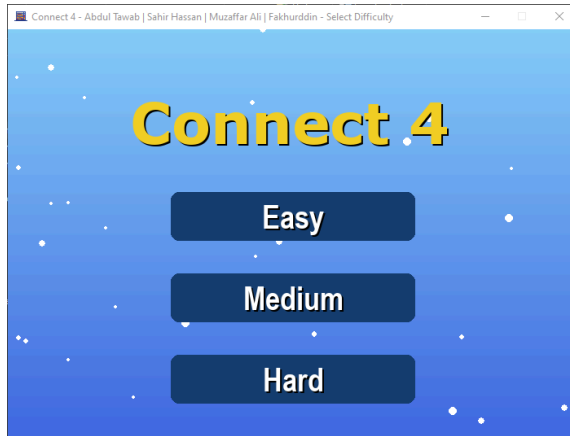 Connect 4 - Abdul Tawab | Sahir Hassan | Muzaffar Ali | Fakhurddin - Select Difficulty
Connect 4
Easy
Medium
Hard